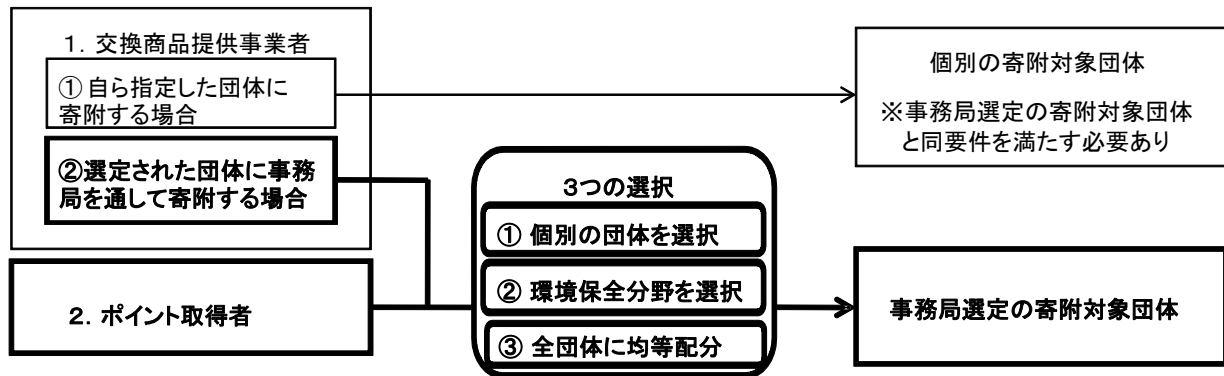 1. 交換商品提供事業者
① 自ら指定した団体に
寄附する場合
②選定された団体に事務
局を通して寄附する場合
2. ポイント取得者
3つの選択
① 個別の団体を選択
② 環境保全分野を選択
③ 全団体に均等配分
個別の寄附対象団体
※事務局選定の寄附対象団体
と同要件を満たす必要あり
事務局選定の寄附対象団体